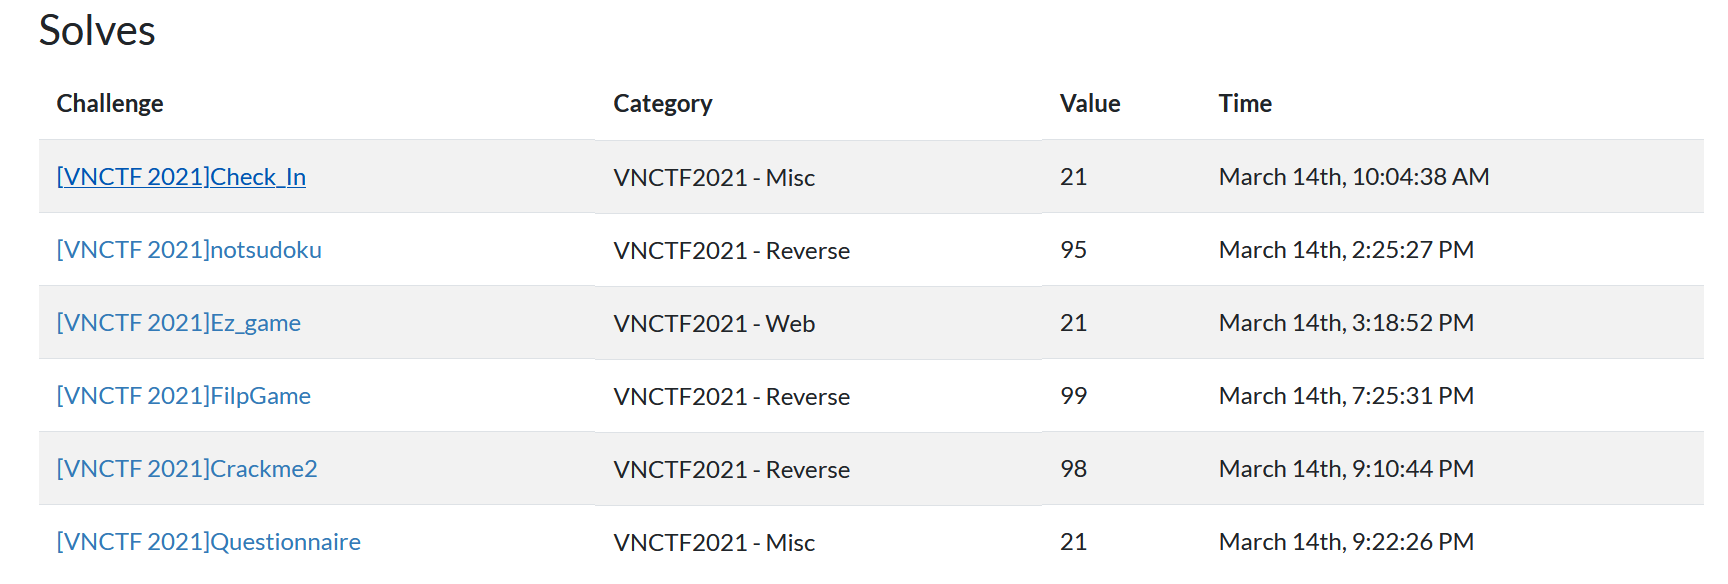 Solves
Challenge Category Value Time
[VNCTF 2021]Check_In VNCTF2021 - Misc 21 March 14th, 10:04:38 AM
[VNCTF 2021]notsudoku VNCTF2021 - Reverse 95 March 14th, 2:25:27 PM
[VNCTF 2021]Ez_game VNCTF2021 - Web 21 March 14th, 3:18:52 PM
[VNCTF 2021]FilpGame VNCTF2021 - Reverse 99 March 14th, 7:25:31 PM
[VNCTF 2021]Crackme2 VNCTF2021 - Reverse 98 March 14th, 9:10:44 PM
[VNCTF 2021]Questionnaire VNCTF2021 - Misc 21 March 14th, 9:22:26 PM